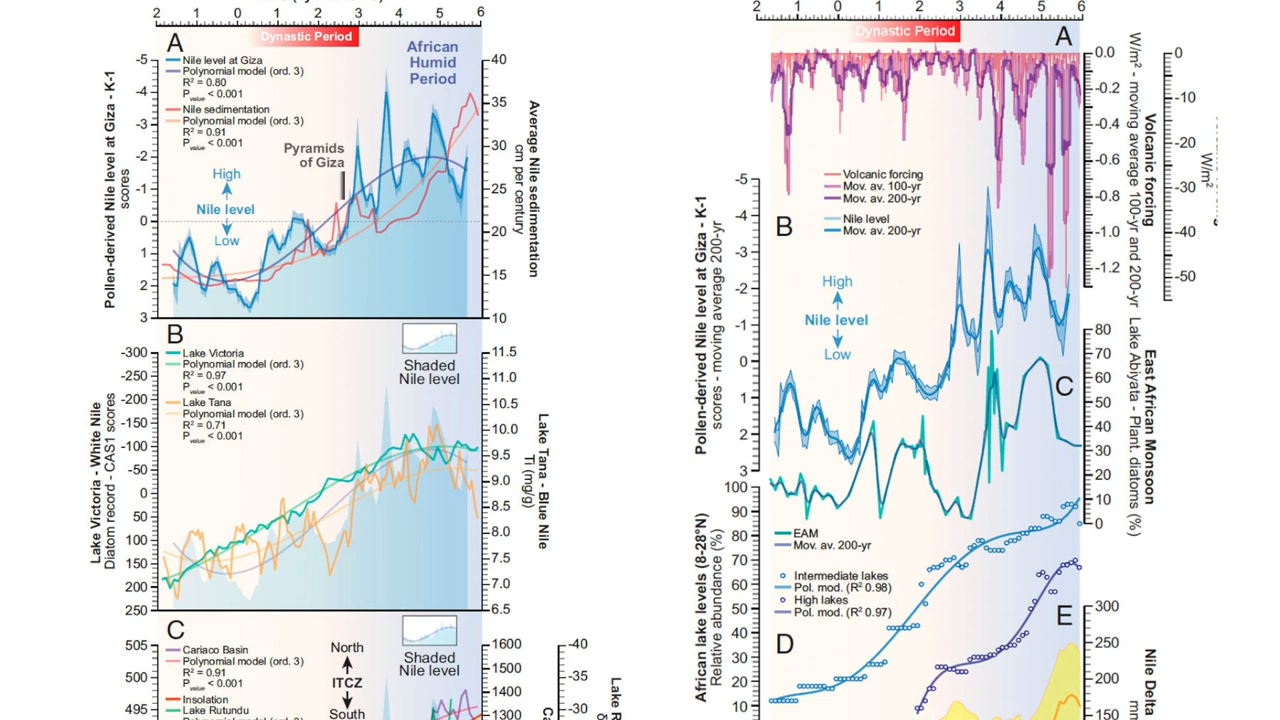 2 1 0 1 2 3 4 5 6
Dynastic Period
A
African
Humid
Period
Nile level at Giza
Polynomial model (ord. 3)
R² = 0.80
P value < 0.001
Nile sedimentation
Polynomial model (ord. 3)
R² = 0.91
P value < 0.001
Pyramids
of Giza
High
Nile level
Low
-5
-4
-3
-2
-1
0
1
2
3
Pollen-derived Nile level at Giza - K-1
scores
40
35
30
25
20
15
10
Average Nile sedimentation
cm per century
B
Lake Victoria
Polynomial model (ord. 3)
R² = 0.97
P value < 0.001
Lake Tana
Polynomial model (ord. 3)
R² = 0.71
P value < 0.001
Shaded
Nile level
-300
-250
-200
-150
-100
-50
0
50
100
150
200
250
Lake Victoria - White Nile
Diatom record - CAS1 scores
11.5
11.0
10.5
10.0
9.5
9.0
8.5
8.0
7.5
7.0
6.5
Lake Tana - Blue Nile
Ti (mg/g)
C
Cariaco Basin
Polynomial model (ord. 3)
R² = 0.91
P value < 0.001
Insolation
Lake Rutundu
North
ITCZ
South
Shaded
Nile level
505
500
495
1600
1500
1400
1300
-40
-35
-30
Lake R
2 1 0 1 2 3 4 5 6
Dynastic Period
A
0.0
-0.2
-0.4
-0.6
-0.8
-1.0
-1.2
Volcanic forcing
W/m² - moving average 100-yr and 200-yr
0
-10
-20
-30
-40
-50
W/m²
Volcanic forcing
Mov. av. 100-yr
Mov. av. 200-yr
Nile level
Mov. av. 200-yr
B
High
Nile level
Low
-5
-4
-3
-2
-1
0
1
2
3
Pollen-derived Nile level at Giza - K-1
scores - moving average 200-yr
C
80
70
60
50
40
30
20
10
0
East African Monsoon
Lake Abiyata - Plant. diatoms (%)
EAM
Mov. av. 200-yr
Intermediate lakes
Pol. mod. (R² 0.98)
High lakes
Pol. mod. (R² 0.97)
D
100
90
80
70
60
50
40
30
20
10
African lake levels (8-28°N)
Relative abundance (%)
E
300
250
200
150
Nile Delta